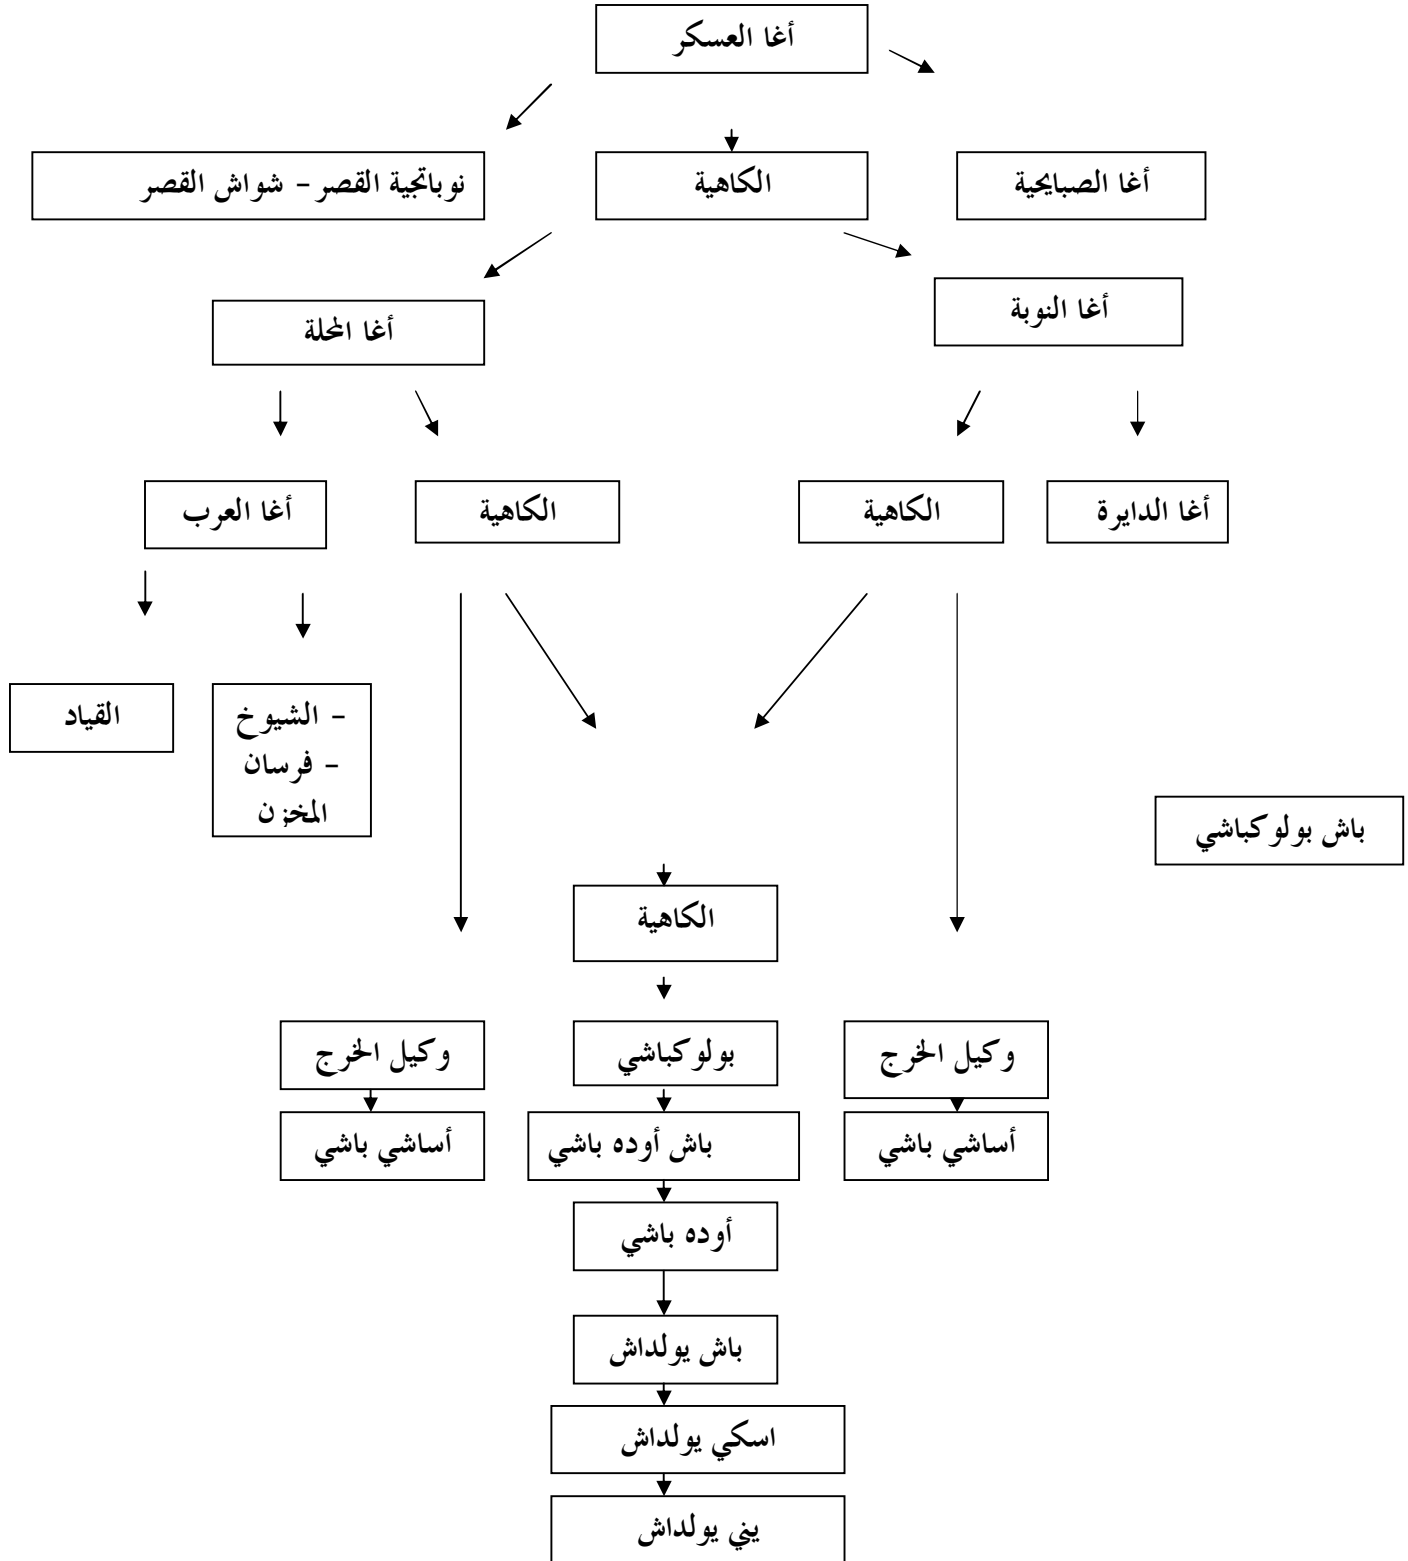 أغا العسكر
أغا الصبايحية
الكاهية
نوباتجية القصر - شواش القصر
أغا النوبة
أغا المحلة
أغا الدايرة
الكاهية
الكاهية
أغا العرب
- الشيوخ
- فرسان
المخزن
القياد
باش بولوكباشي
الكاهية
وكيل الخرج
بولوكباشي
وكيل الخرج
أساشي باشي
باش أوده باشي
أساشي باشي
أوده باشي
باش يولداش
اسكي يولداش
يني يولداش